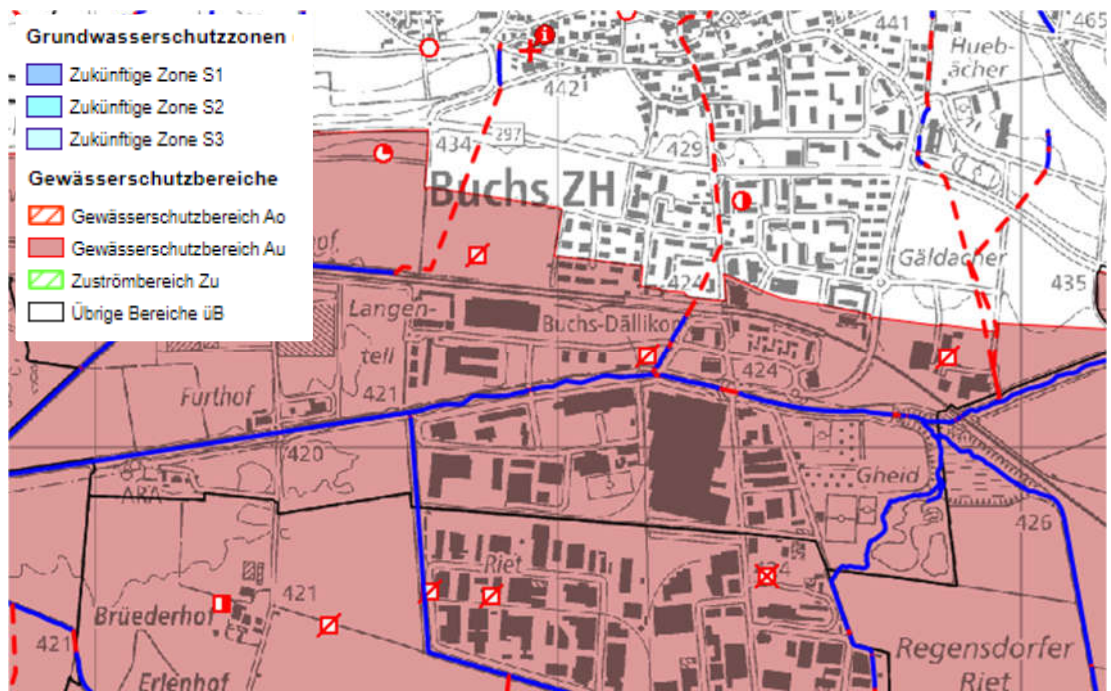 Grundwasserschutzzonen
Zukünftige Zone S1
Zukünftige Zone S2
Zukünftige Zone S3
Gewässerschutzbereiche
Gewässerschutzbereich Ao
Gewässerschutzbereich Au
Zuströmbereich Zu
Übrige Bereiche üB
441
465
Hueb-
ächer
442
434
297
429
Buchs ZH
Gäldacher
424
435
Langen-
tell
Buchs-Dällikon
421
424
Furthof
420
Gheid
ARA
426
Riet
421
Brüederhof
421
Regensdorfer
Riet
Erlenhof